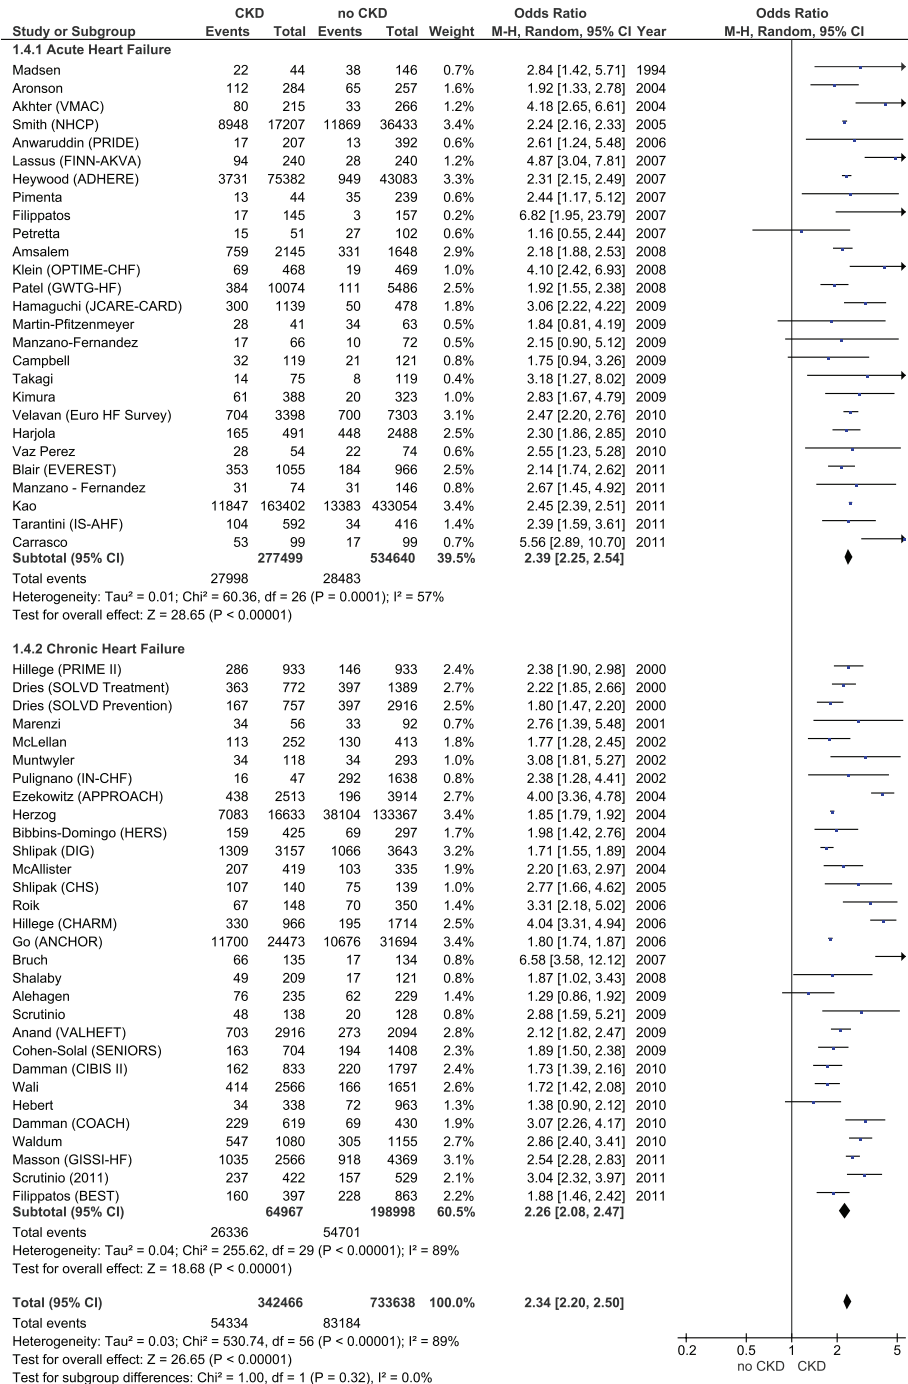 CKD no CKD Odds Ratio Odds Ratio
Study or Subgroup Events Total Events Total Weight M-H, Random, 95% CI Year M-H, Random, 95% CI
1.4.1 Acute Heart Failure
Madsen 22 44 38 146 0.7% 2.84 [1.42, 5.71] 1994
Aronson 112 284 65 257 1.6% 1.92 [1.33, 2.78] 2004
Akhter (VMAC) 80 215 33 266 1.2% 4.18 [2.65, 6.61] 2004
Smith (NHCP) 8948 17207 11869 36433 3.4% 2.24 [2.16, 2.33] 2005
Anwaruddin (PRIDE) 17 207 13 392 0.6% 2.61 [1.24, 5.48] 2006
Lassus (FINN-AKVA) 94 240 28 240 1.2% 4.87 [3.04, 7.81] 2007
Heywood (ADHERE) 3731 75382 949 43083 3.3% 2.31 [2.15, 2.49] 2007
Pimenta 13 44 35 239 0.6% 2.44 [1.17, 5.12] 2007
Filippatos 17 145 3 157 0.2% 6.82 [1.95, 23.79] 2007
Petretta 15 51 27 102 0.6% 1.16 [0.55, 2.44] 2007
Amsalem 759 2145 331 1648 2.9% 2.18 [1.88, 2.53] 2008
Klein (OPTIME-CHF) 69 468 19 469 1.0% 4.10 [2.42, 6.93] 2008
Patel (GWTG-HF) 384 10074 111 5486 2.4% 1.92 [1.55, 2.38] 2008
Hamaguchi (JCARE-CARD) 300 1139 50 478 1.8% 3.06 [2.22, 4.22] 2009
Martin-Pfitzenmeyer 28 41 34 63 0.5% 1.84 [0.81, 4.19] 2009
Manzano-Fernandez 17 66 10 72 0.5% 2.15 [0.90, 5.12] 2009
Campbell 32 119 21 121 0.8% 1.75 [0.94, 3.26] 2009
Takagi 14 75 8 119 0.4% 3.18 [1.27, 8.02] 2009
Kimura 61 388 20 323 0.9% 2.83 [1.67, 4.79] 2009
Velavan (Euro HF Survey) 704 3398 700 7303 3.1% 2.47 [2.20, 2.76] 2010
Harjola 165 491 448 2488 2.5% 2.30 [1.86, 2.85] 2010
Vaz Perez 28 54 22 74 0.6% 2.55 [1.23, 5.28] 2010
Blair (EVEREST) 353 1055 184 966 2.5% 2.14 [1.74, 2.62] 2011
Manzano - Fernandez 31 74 31 146 0.8% 2.67 [1.45, 4.92] 2011
Kao 11847 163402 13383 433054 3.4% 2.45 [2.39, 2.51] 2011
Tarantini (IS-AHF) 104 592 34 416 1.4% 2.39 [1.59, 3.61] 2011
Carrasco 53 99 17 99 0.7% 5.56 [2.89, 10.70] 2011
Subtotal (95% CI) 277499 534640 39.5% 2.39 [2.25, 2.54]
Total events 27998 28483
Heterogeneity: Tau² = 0.01; Chi² = 60.36, df = 26 (P = 0.0001); I² = 57%
Test for overall effect: Z = 28.65 (P < 0.00001)
1.4.2 Chronic Heart Failure
Hillege (PRIME II) 286 933 146 933 2.4% 2.38 [1.90, 2.98] 2000
Dries (SOLVD Treatment) 363 772 397 1389 2.7% 2.22 [1.85, 2.66] 2000
Dries (SOLVD Prevention) 167 757 397 2916 2.6% 1.80 [1.47, 2.20] 2000
Marenzi 34 56 33 92 0.7% 2.76 [1.39, 5.48] 2001
McLellan 113 252 130 413 1.8% 1.77 [1.28, 2.45] 2002
Muntwyler 34 118 34 293 1.0% 3.08 [1.81, 5.27] 2002
Pulignano (IN-CHF) 16 47 292 1638 0.8% 2.38 [1.28, 4.41] 2002
Ezekowitz (APPROACH) 438 2513 196 3914 2.7% 4.00 [3.36, 4.78] 2004
Herzog 7083 16633 38104 133367 3.4% 1.85 [1.79, 1.92] 2004
Bibbins-Domingo (HERS) 159 425 69 297 1.8% 1.98 [1.42, 2.76] 2004
Shlipak (DIG) 1309 3157 1066 3643 3.2% 1.71 [1.55, 1.89] 2004
McAllister 207 419 103 335 1.9% 2.20 [1.63, 2.97] 2004
Shlipak (CHS) 107 140 75 139 1.0% 2.77 [1.66, 4.62] 2005
Roik 67 148 70 350 1.4% 3.31 [2.18, 5.02] 2006
Hillege (CHARM) 330 966 195 1714 2.5% 4.04 [3.31, 4.94] 2006
Go (ANCHOR) 11700 24473 10676 31694 3.4% 1.80 [1.74, 1.87] 2006
Bruch 66 135 17 134 0.8% 6.58 [3.58, 12.12] 2007
Shalaby 49 209 17 121 0.8% 1.87 [1.02, 3.43] 2008
Alehagen 76 235 62 229 1.4% 1.29 [0.86, 1.92] 2009
Scrutinio 48 138 20 128 0.9% 2.88 [1.59, 5.21] 2009
Anand (VALHEFT) 703 2916 273 2094 2.8% 2.12 [1.82, 2.47] 2009
Cohen-Solal (SENIORS) 163 704 194 1408 2.3% 1.89 [1.50, 2.38] 2009
Damman (CIBIS II) 162 833 220 1797 2.4% 1.73 [1.39, 2.16] 2010
Wali 414 2566 166 1651 2.6% 1.72 [1.42, 2.08] 2010
Hebert 34 338 72 963 1.3% 1.38 [0.90, 2.12] 2010
Damman (COACH) 229 619 69 430 1.9% 3.07 [2.26, 4.17] 2010
Waldum 547 1080 305 1155 2.7% 2.86 [2.40, 3.41] 2010
Masson (GISSI-HF) 1035 2566 918 4369 3.1% 2.54 [2.28, 2.83] 2011
Scrutinio (2011) 237 422 157 529 2.1% 3.04 [2.32, 3.97] 2011
Filippatos (BEST) 160 397 228 863 2.2% 1.88 [1.46, 2.42] 2011
Subtotal (95% CI) 64967 198998 60.5% 2.26 [2.08, 2.47]
Total events 26336 54701
Heterogeneity: Tau² = 0.04; Chi² = 255.62, df = 29 (P < 0.00001); I² = 89%
Test for overall effect: Z = 18.68 (P < 0.00001)
Total (95% CI) 342466 733638 100.0% 2.34 [2.20, 2.50]
Total events 54334 83184
Heterogeneity: Tau² = 0.03; Chi² = 530.74, df = 56 (P < 0.00001); I² = 89%
Test for overall effect: Z = 26.65 (P < 0.00001)
Test for subgroup differences: Chi² = 1.00, df = 1 (P = 0.32), I² = 0.0%
0.2 0.5 1 2 5
no CKD CKD